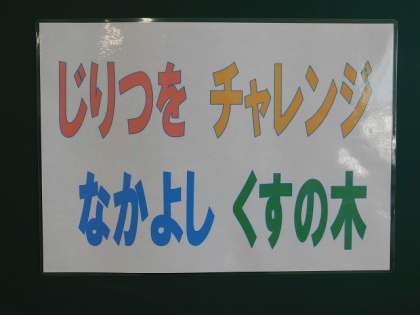 じりつを チャレンジ
なかよし くすの木